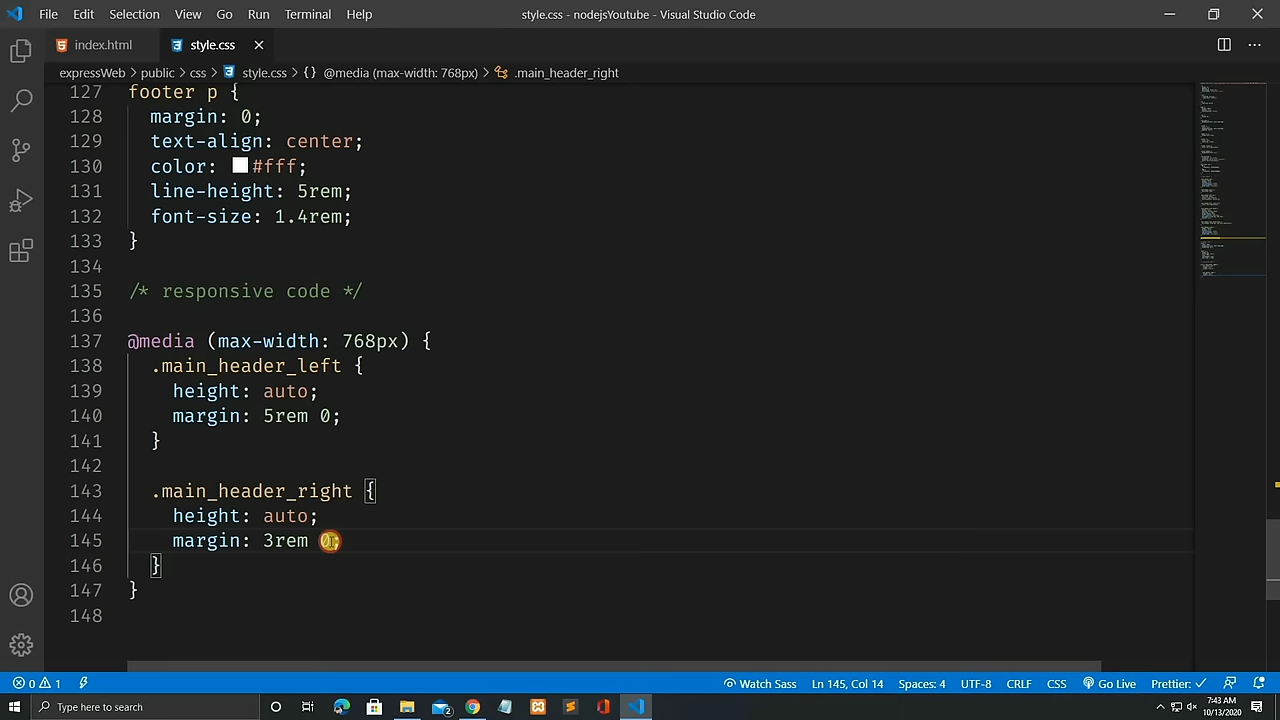 File Edit Selection View Go Run Terminal Help style.css - nodejsYoutube - Visual Studio Code
index.html style.css
expressWeb > public > css > style.css > {} @media (max-width: 768px) > .main_header_right
127 footer p {
128 margin: 0;
129 text-align: center;
130 color: #fff;
131 line-height: 5rem;
132 font-size: 1.4rem;
133 }
134
135 /* responsive code */
136
137 @media (max-width: 768px) {
138 .main_header_left {
139 height: auto;
140 margin: 5rem 0;
141 }
142
143 .main_header_right {
144 height: auto;
145 margin: 3rem 0;
146 }
147 }
148
0 1 Watch Sass Ln 145, Col 14 Spaces: 4 UTF-8 CRLF CSS Go Live Prettier: ✓
Type here to search 2 7:43 AM
10/13/2020